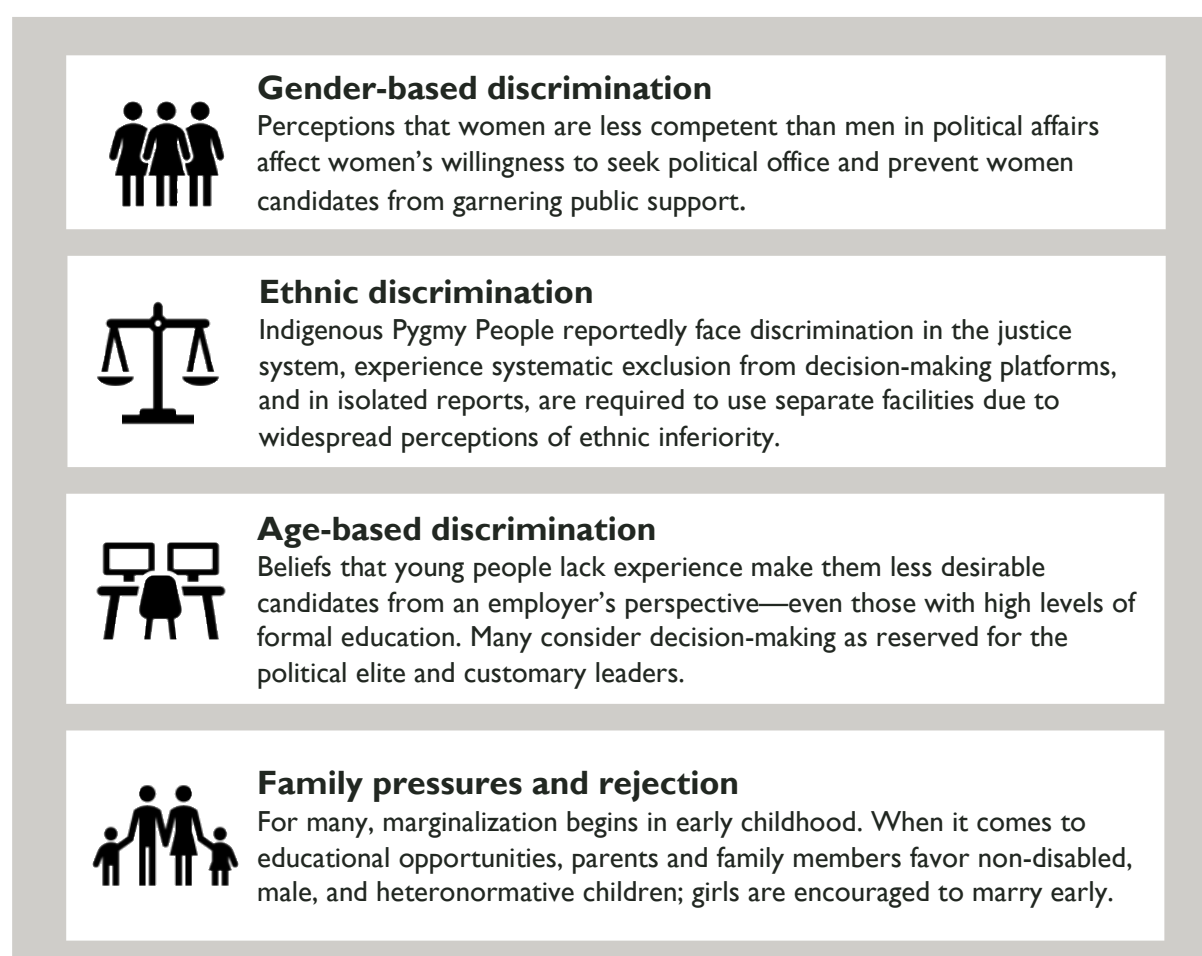 Gender-based discrimination
Perceptions that women are less competent than men in political affairs
affect women’s willingness to seek political office and prevent women
candidates from garnering public support.
Ethnic discrimination
Indigenous Pygmy People reportedly face discrimination in the justice
system, experience systematic exclusion from decision-making platforms,
and in isolated reports, are required to use separate facilities due to
widespread perceptions of ethnic inferiority.
Age-based discrimination
Beliefs that young people lack experience make them less desirable
candidates from an employer’s perspective—even those with high levels of
formal education. Many consider decision-making as reserved for the
political elite and customary leaders.
Family pressures and rejection
For many, marginalization begins in early childhood. When it comes to
educational opportunities, parents and family members favor non-disabled,
male, and heteronormative children; girls are encouraged to marry early.